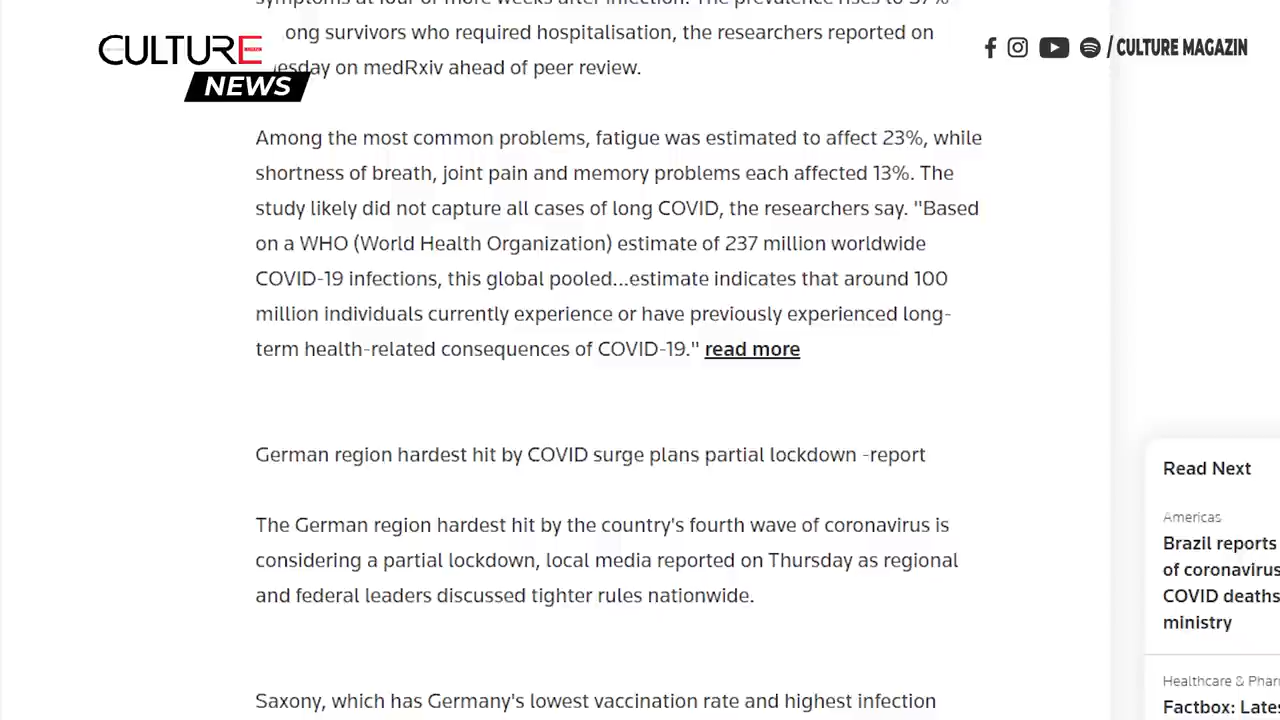 symptoms at four or more weeks after infection. The prevalence rises to 57%
ong survivors who required hospitalisation, the researchers reported on
esday on medRxiv ahead of peer review.
CULTURE
NEWS
/ CULTURE MAGAZIN
Among the most common problems, fatigue was estimated to affect 23%, while
shortness of breath, joint pain and memory problems each affected 13%. The
study likely did not capture all cases of long COVID, the researchers say. "Based
on a WHO (World Health Organization) estimate of 237 million worldwide
COVID-19 infections, this global pooled...estimate indicates that around 100
million individuals currently experience or have previously experienced long-
term health-related consequences of COVID-19." read more
German region hardest hit by COVID surge plans partial lockdown -report
The German region hardest hit by the country's fourth wave of coronavirus is
considering a partial lockdown, local media reported on Thursday as regional
and federal leaders discussed tighter rules nationwide.
Saxony, which has Germany's lowest vaccination rate and highest infection
Read Next
Americas
Brazil reports
of coronavirus
COVID deaths
ministry
Healthcare & Phar
Factbox: Lates